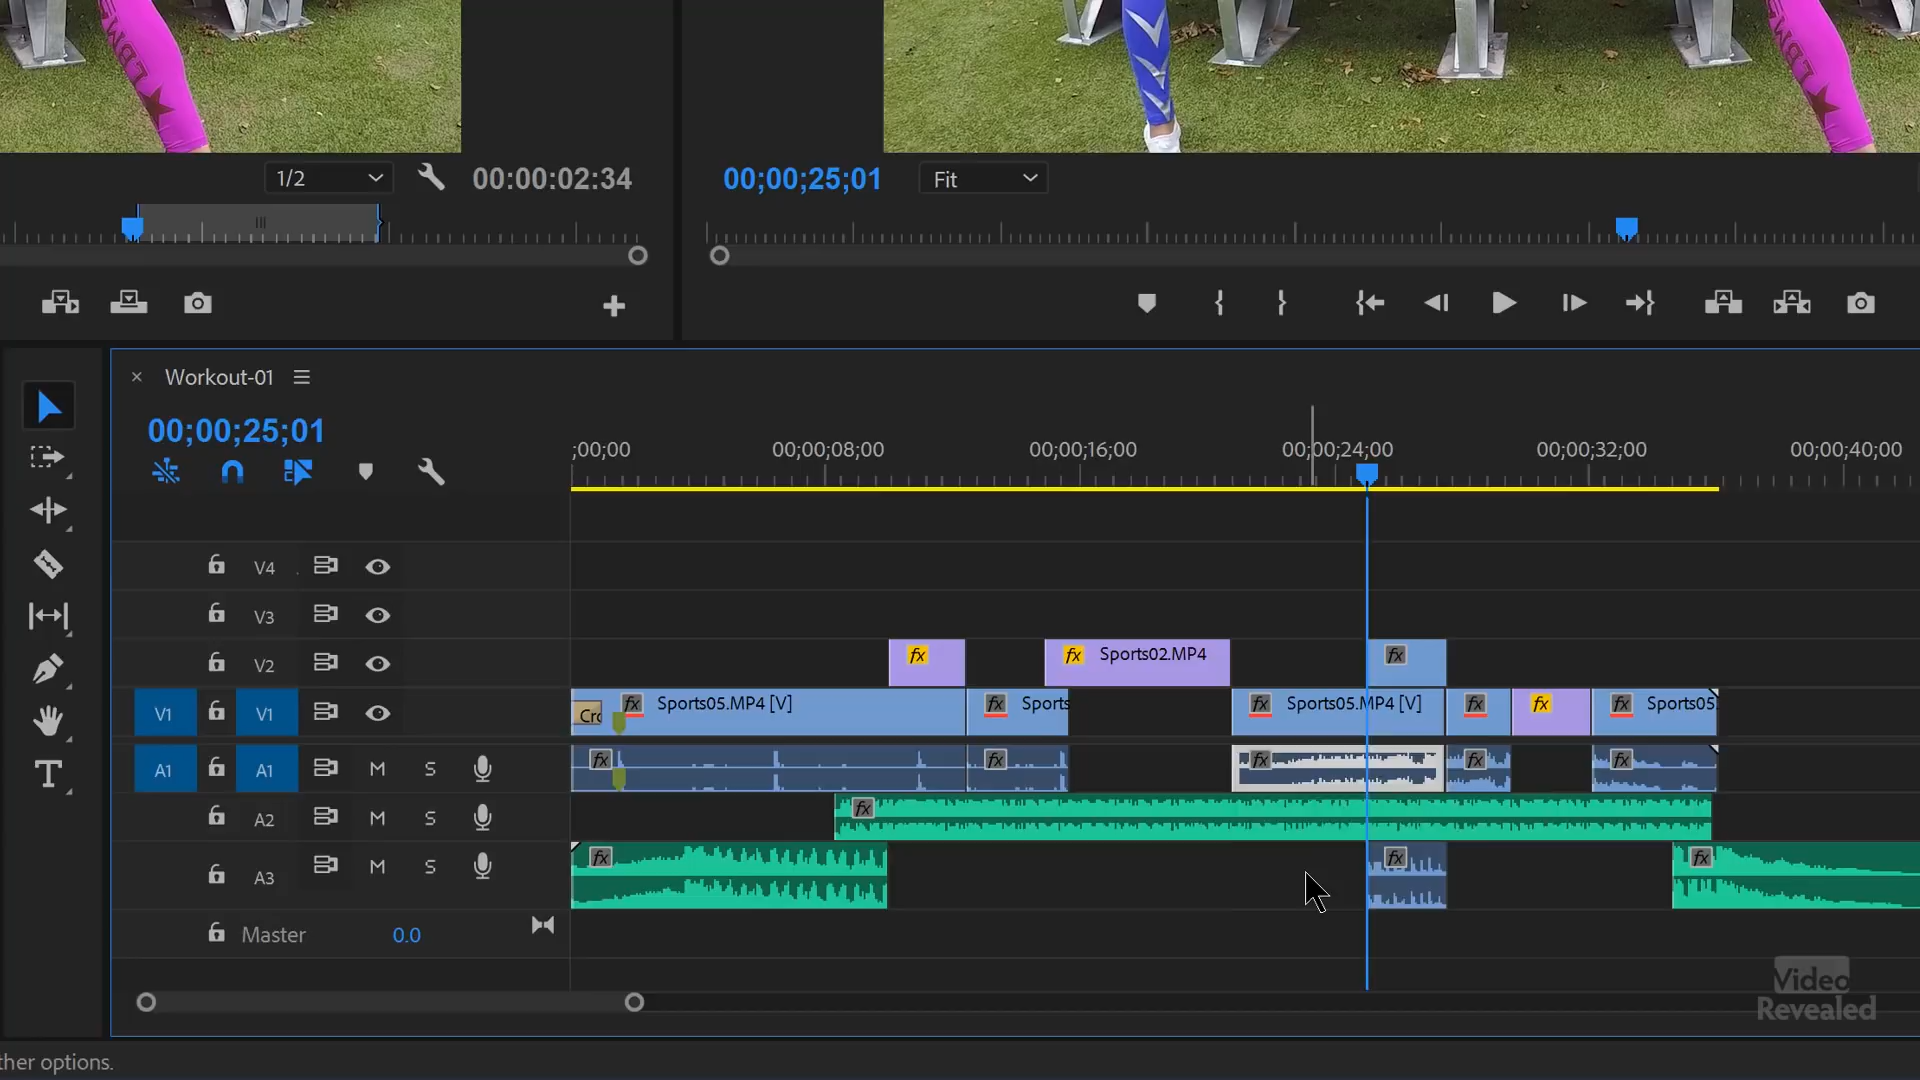 LDNY
LDNY
1/2
00:00:02:34
00;00;25;01
Fit
Workout-01
00;00;25;01
;00;00
00;00;08;00
00;00;16;00
00;00;24;00
00;00;32;00
00;00;40;00
V4
V3
V2
fx
fx Sports02.MP4
fx
V1 V1
Cro
fx Sports05.MP4 [V]
fx Sports
fx Sports05.MP4 [V]
fx
fx
fx Sports05.
A1 A1 M S
fx
fx
fx
fx
fx
A2 M S
fx
A3 M S
fx
fx
fx
Master 0.0
Video
Revealed
ther options.